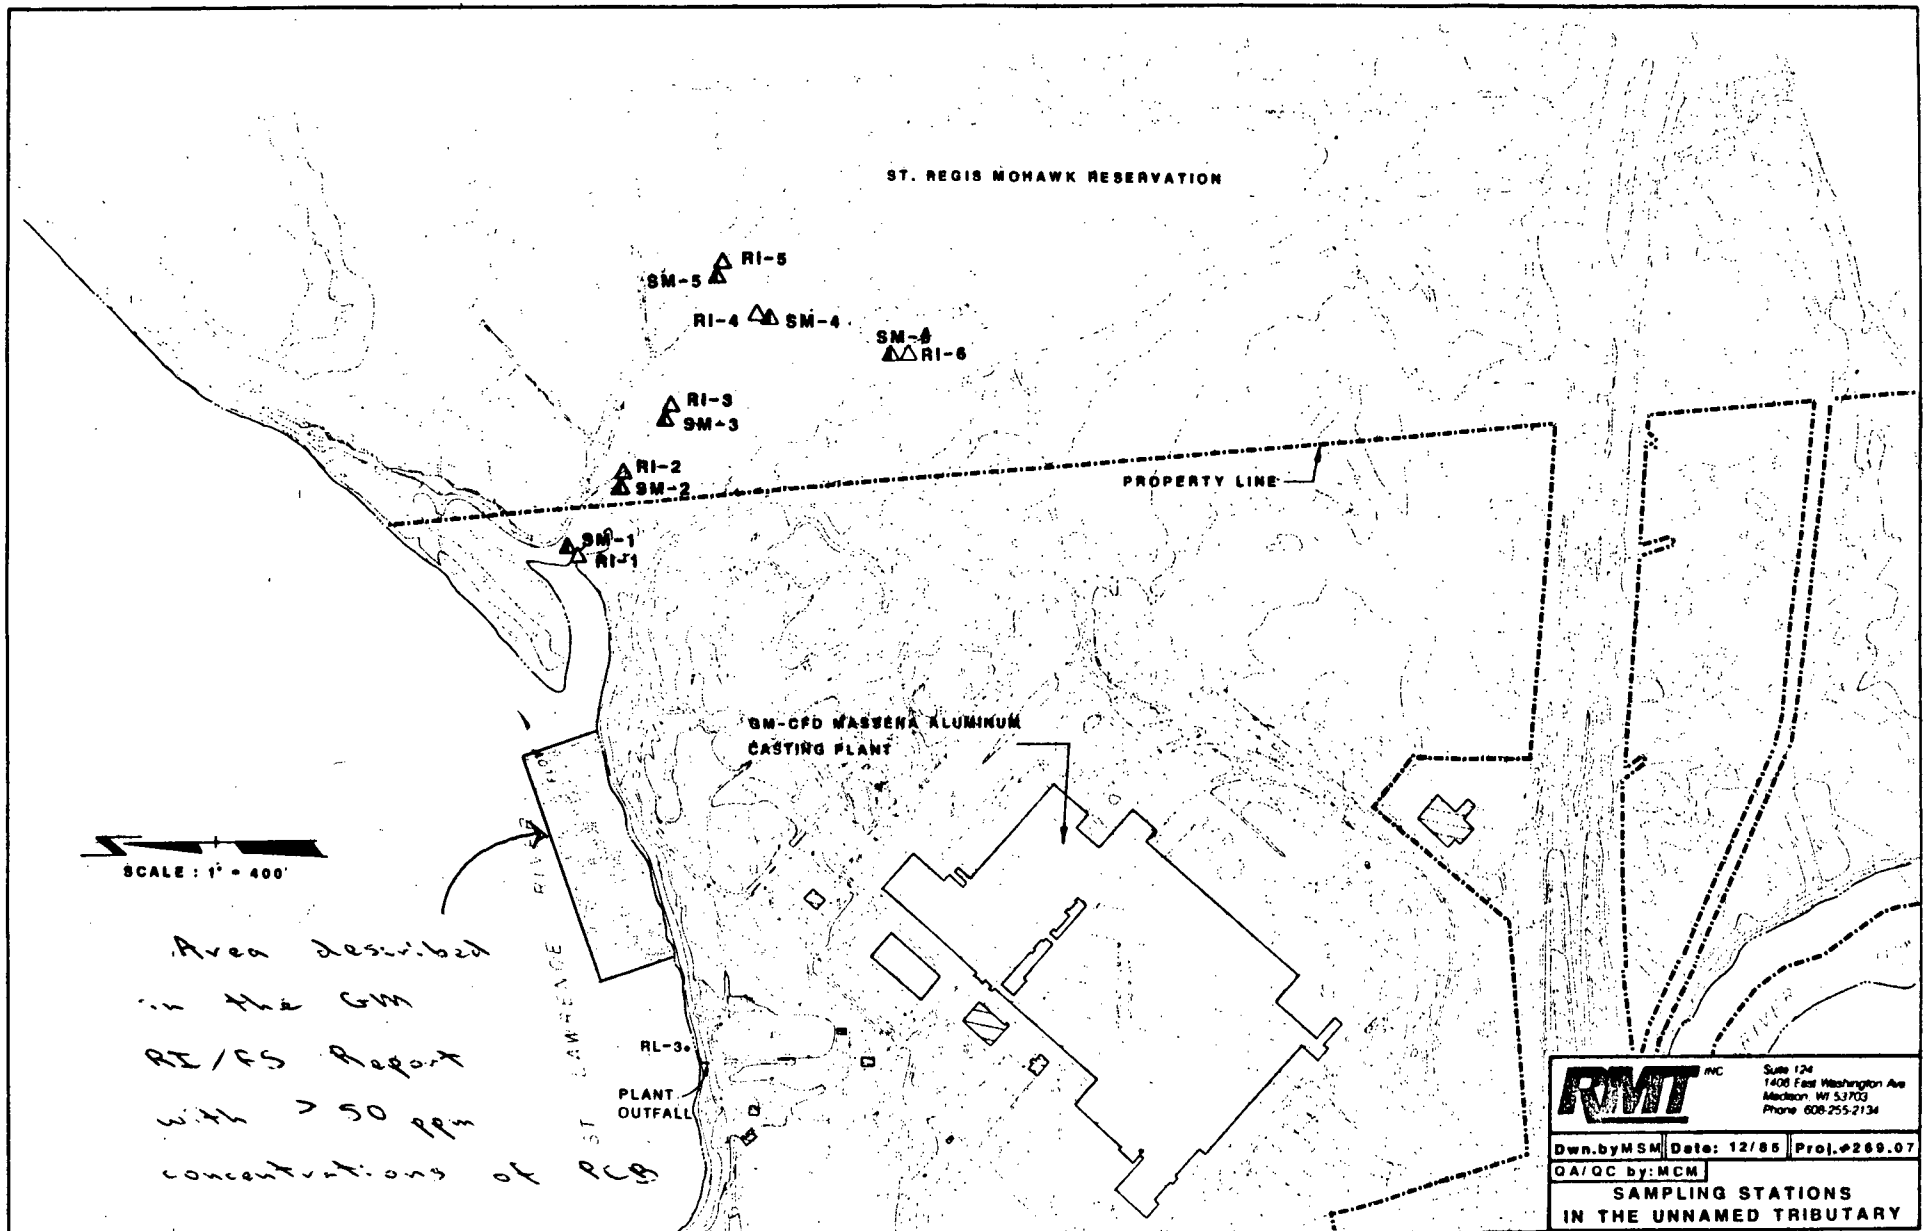 ST. REGIS MOHAWK RESERVATION
RI-5
SM-5
RI-4
SM-4
SM-6
RI-6
RI-3
SM-3
RI-2
SM-2
PROPERTY LINE
SM-1
RI-1
GM-CFD MASSENA ALUMINUM
CASTING PLANT
SCALE : 1" = 400'
ST LAWRENCE RIVER
Area described
in the GM
RI/FS Report
with > 50 ppm
concentrations of PCB
RL-3
PLANT
OUTFALL
RIVER
RMT INC
Suite 124
1406 East Washington Ave
Madison, WI 53703
Phone 608-255-2134
Dwn.by MSM Date: 12/85 Proj.#269.07
QA/QC by: MCM
SAMPLING STATIONS
IN THE UNNAMED TRIBUTARY